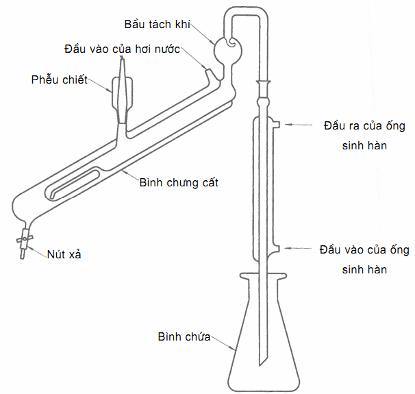 Bầu tách khí
Đầu vào của hơi nước
Phễu chiết
Đầu ra của ống
sinh hàn
Bình chưng cất
Đầu vào của ống
sinh hàn
Nút xả
Bình chứa